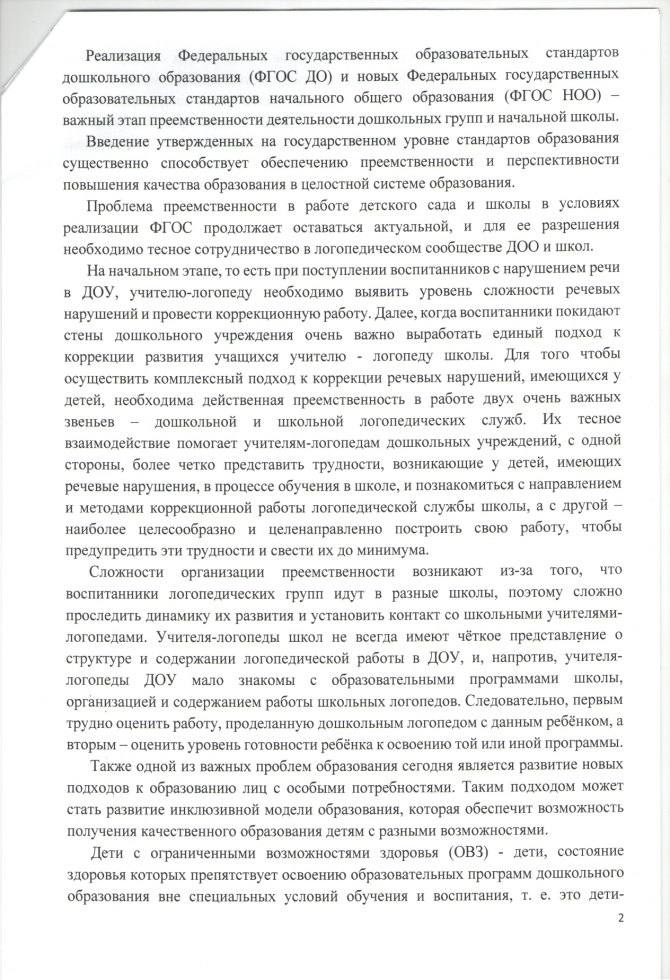 Реализация Федеральных государственных образовательных стандартов
дошкольного образования (ФГОС ДО) и новых Федеральных государственных
образовательных стандартов начального общего образования (ФГОС НОО) –
важный этап преемственности деятельности дошкольных групп и начальной школы.
Введение утвержденных на государственном уровне стандартов образования
существенно способствует обеспечению преемственности и перспективности
повышения качества образования в целостной системе образования.
Проблема преемственности в работе детского сада и школы в условиях
реализации ФГОС продолжает оставаться актуальной, и для ее разрешения
необходимо тесное сотрудничество в логопедическом сообществе ДОО и школ.
На начальном этапе, то есть при поступлении воспитанников с нарушением речи
в ДОУ, учителю-логопеду необходимо выявить уровень сложности речевых
нарушений и провести коррекционную работу. Далее, когда воспитанники покидают
стены дошкольного учреждения очень важно выработать единый подход к
коррекции развития учащихся учителю - логопеду школы. Для того чтобы
осуществить комплексный подход к коррекции речевых нарушений, имеющихся у
детей, необходима действенная преемственность в работе двух очень важных
звеньев – дошкольной и школьной логопедических служб. Их тесное
взаимодействие помогает учителям-логопедам дошкольных учреждений, с одной
стороны, более четко представить трудности, возникающие у детей, имеющих
речевые нарушения, в процессе обучения в школе, и познакомиться с направлением
и методами коррекционной работы логопедической службы школы, а с другой –
наиболее целесообразно и целенаправленно построить свою работу, чтобы
предупредить эти трудности и свести их до минимума.
Сложности организации преемственности возникают из-за того, что
воспитанники логопедических групп идут в разные школы, поэтому сложно
проследить динамику их развития и установить контакт со школьными учителями-
логопедами. Учителя-логопеды школ не всегда имеют чёткое представление о
структуре и содержании логопедической работы в ДОУ, и, напротив, учителя-
логопеды ДОУ мало знакомы с образовательными программами школы,
организацией и содержанием работы школьных логопедов. Следовательно, первым
трудно оценить работу, проделанную дошкольным логопедом с данным ребёнком, а
вторым – оценить уровень готовности ребёнка к освоению той или иной программы.
Также одной из важных проблем образования сегодня является развитие новых
подходов к образованию лиц с особыми потребностями. Таким подходом может
стать развитие инклюзивной модели образования, которая обеспечит возможность
получения качественного образования детям с разными возможностями.
Дети с ограниченными возможностями здоровья (ОВЗ) - дети, состояние
здоровья которых препятствует освоению образовательных программ дошкольного
образования вне специальных условий обучения и воспитания, т. е. это дети-
2